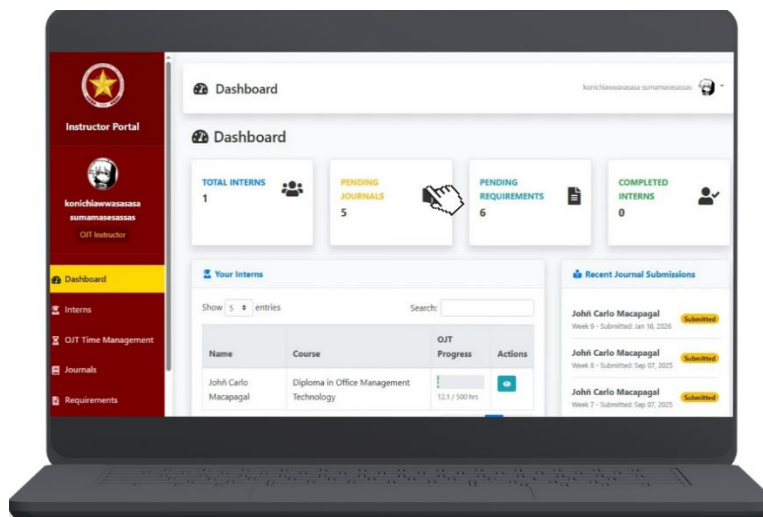 Instructor Portal
konichiawwasasasa
sumamasesassas
OJT Instructor
Dashboard
Interns
OJT Time Management
Journals
Requirements
Dashboard
konichiawwasasasa sumamasesassas
Dashboard
TOTAL INTERNS
1
PENDING
JOURNALS
5
PENDING
REQUIREMENTS
6
COMPLETED
INTERNS
0
Your Interns
Show 5 entries
Search:
Name
Course
OJT
Progress
Actions
John Carlo
Macapagal
Diploma in Office Management
Technology
12.1 / 500 hrs
Recent Journal Submissions
John Carlo Macapagal
Week 9 - Submitted: Jan 16, 2026
Submitted
John Carlo Macapagal
Week 8 - Submitted: Sep 07, 2025
Submitted
John Carlo Macapagal
Week 7 - Submitted: Sep 07, 2025
Submitted